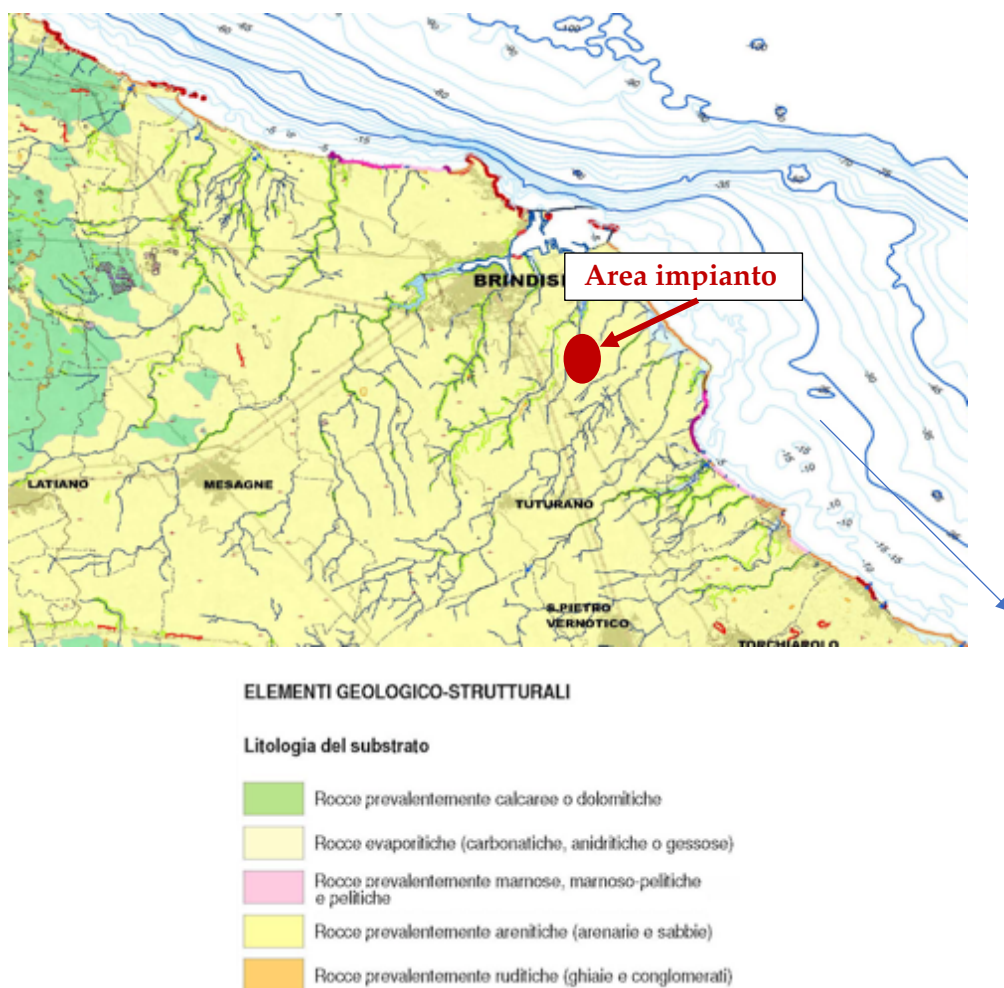 Area impianto
BRINDISI
LATIANO
MESAGNE
TUTURANO
S.PIETRO
VERNOTICO
TORCHIAROLO
ELEMENTI GEOLOGICO-STRUTTURALI
Litologia del substrato
Rocce prevalentemente calcaree o dolomitiche
Rocce evaporitiche (carbonatiche, anidritiche o gessose)
Rocce prevalentemente marnose, marnoso-pelitiche
e pelitiche
Rocce prevalentemente arenitiche (arenarie e sabbie)
Rocce prevalentemente ruditiche (ghiaie e conglomerati)